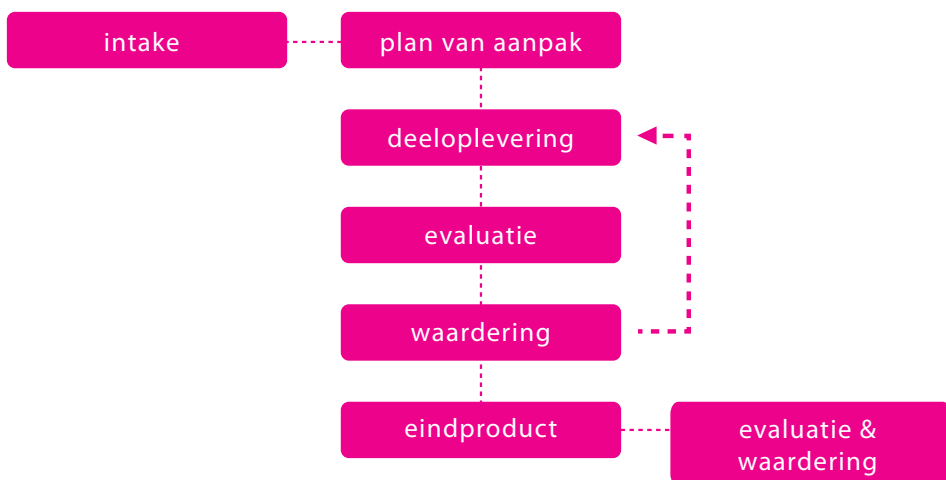 intake
plan van aanpak
deeloplevering
evaluatie
waardering
eindproduct
evaluatie &
waardering